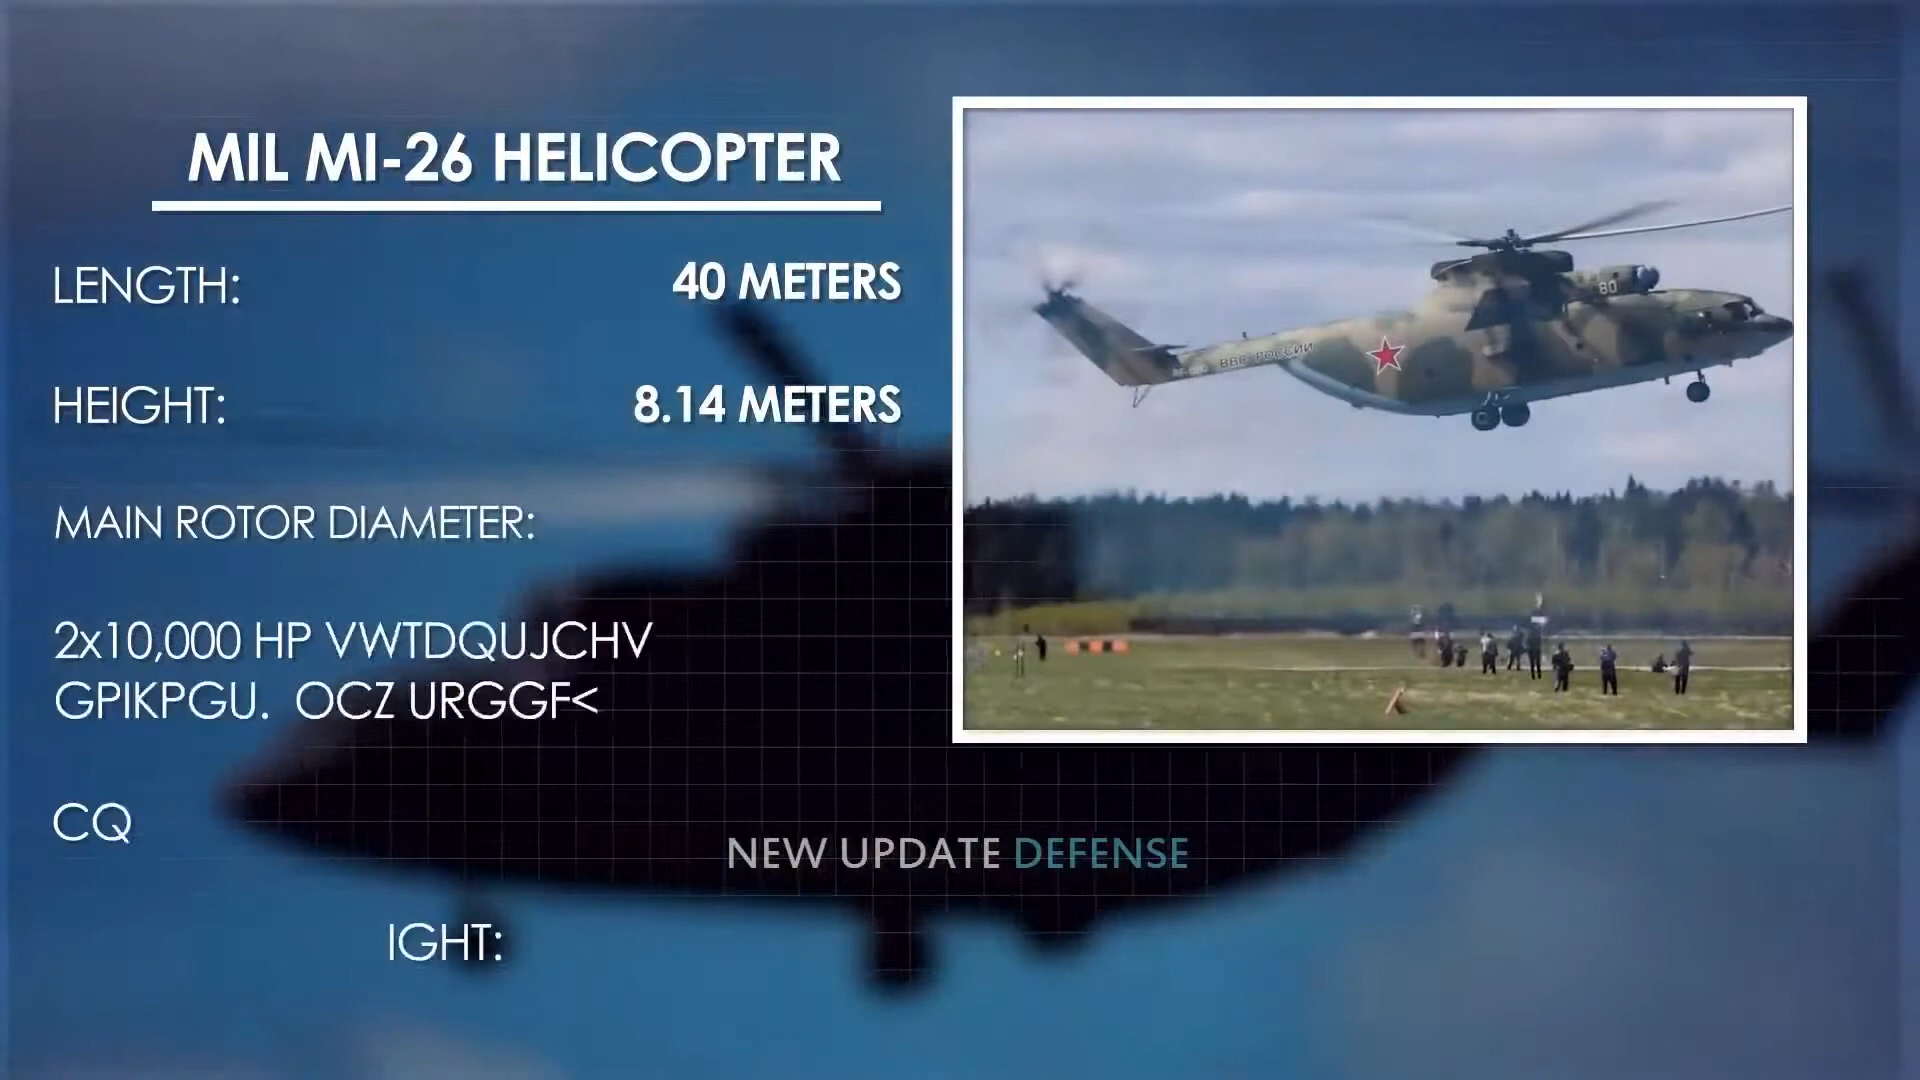 MIL MI-26 HELICOPTER
LENGTH: 40 METERS
HEIGHT: 8.14 METERS
MAIN ROTOR DIAMETER:
2x10,000 HP VWTDQUJCHV
GPIKPGU. OCZ URGGF<
CQ
IGHT:
80
ВВС РОССИИ
NEW UPDATE DEFENSE